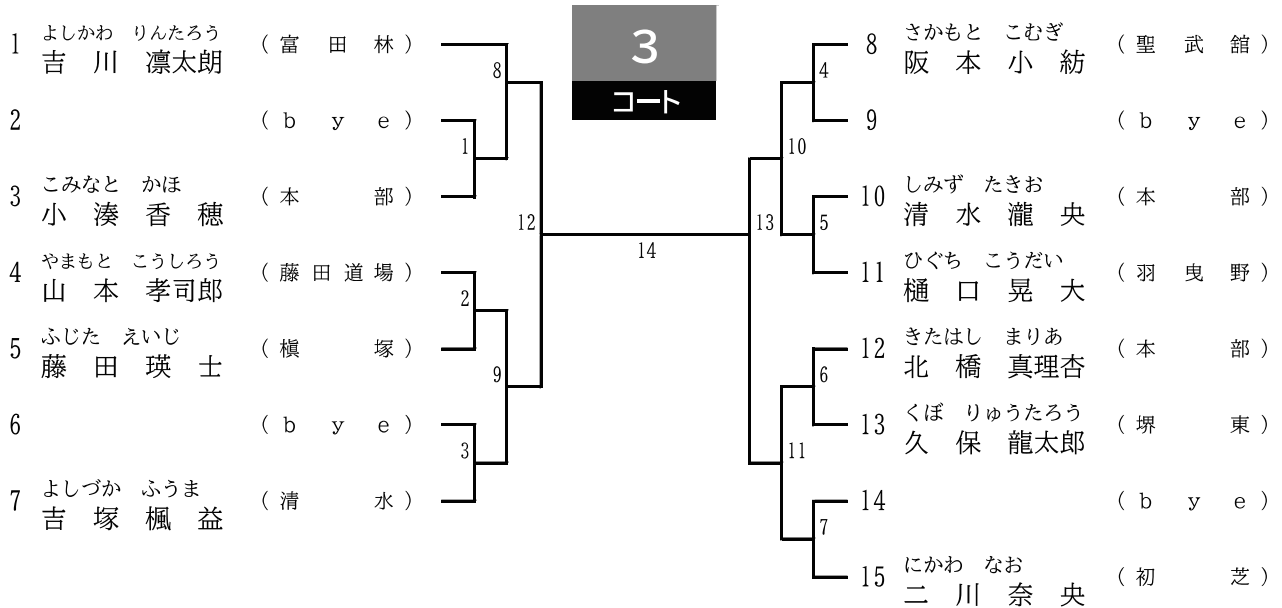 3
コート
よしかわ りんたろう
1 吉川 凛太朗 (富田林)
2 (bye)
こみなと かほ
3 小湊 香穂 (本部)
やまもと こうしろう
4 山本 孝司郎 (藤田道場)
ふじた えいじ
5 藤田 瑛士 (槇塚)
6 (bye)
よしづか ふうま
7 吉塚 楓益 (清水)
8
1
2
9
3
12
14
さかもと こむぎ
8 阪本 小紡 (聖武舘)
9 (bye)
しみず たきお
10 清水 瀧央 (本部)
ひぐち こうだい
11 樋口 晃大 (羽曳野)
きたはし まりあ
12 北橋 真理杏 (本部)
くぼ りゅうたろう
13 久保 龍太郎 (堺東)
14 (bye)
にかわ なお
15 二川 奈央 (初芝)
4
10
5
13
6
11
7